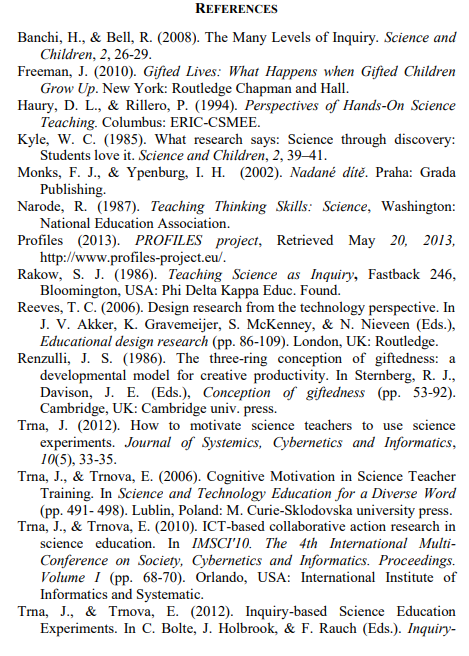 REFERENCES
Banchi, H., & Bell, R. (2008). The Many Levels of Inquiry. Science and
Children, 2, 26-29.
Freeman, J. (2010). Gifted Lives: What Happens when Gifted Children
Grow Up. New York: Routledge Chapman and Hall.
Haury, D. L., & Rillero, P. (1994). Perspectives of Hands-On Science
Teaching. Columbus: ERIC-CSMEE.
Kyle, W. C. (1985). What research says: Science through discovery:
Students love it. Science and Children, 2, 39–41.
Monks, F. J., & Ypenburg, I. H. (2002). Nadané dítě. Praha: Grada
Publishing.
Narode, R. (1987). Teaching Thinking Skills: Science, Washington:
National Education Association.
Profiles (2013). PROFILES project, Retrieved May 20, 2013,
http://www.profiles-project.eu/.
Rakow, S. J. (1986). Teaching Science as Inquiry, Fastback 246,
Bloomington, USA: Phi Delta Kappa Educ. Found.
Reeves, T. C. (2006). Design research from the technology perspective. In
J. V. Akker, K. Gravemeijer, S. McKenney, & N. Nieveen (Eds.),
Educational design research (pp. 86-109). London, UK: Routledge.
Renzulli, J. S. (1986). The three-ring conception of giftedness: a
developmental model for creative productivity. In Sternberg, R. J.,
Davison, J. E. (Eds.), Conception of giftedness (pp. 53-92).
Cambridge, UK: Cambridge univ. press.
Trna, J. (2012). How to motivate science teachers to use science
experiments. Journal of Systemics, Cybernetics and Informatics,
10(5), 33-35.
Trna, J., & Trnova, E. (2006). Cognitive Motivation in Science Teacher
Training. In Science and Technology Education for a Diverse Word
(pp. 491- 498). Lublin, Poland: M. Curie-Sklodovska university press.
Trna, J., & Trnova, E. (2010). ICT-based collaborative action research in
science education. In IMSCI'10. The 4th International Multi-
Conference on Society, Cybernetics and Informatics. Proceedings.
Volume I (pp. 68-70). Orlando, USA: International Institute of
Informatics and Systematic.
Trna, J., & Trnova, E. (2012). Inquiry-based Science Education
Experiments. In C. Bolte, J. Holbrook, & F. Rauch (Eds.). Inquiry-